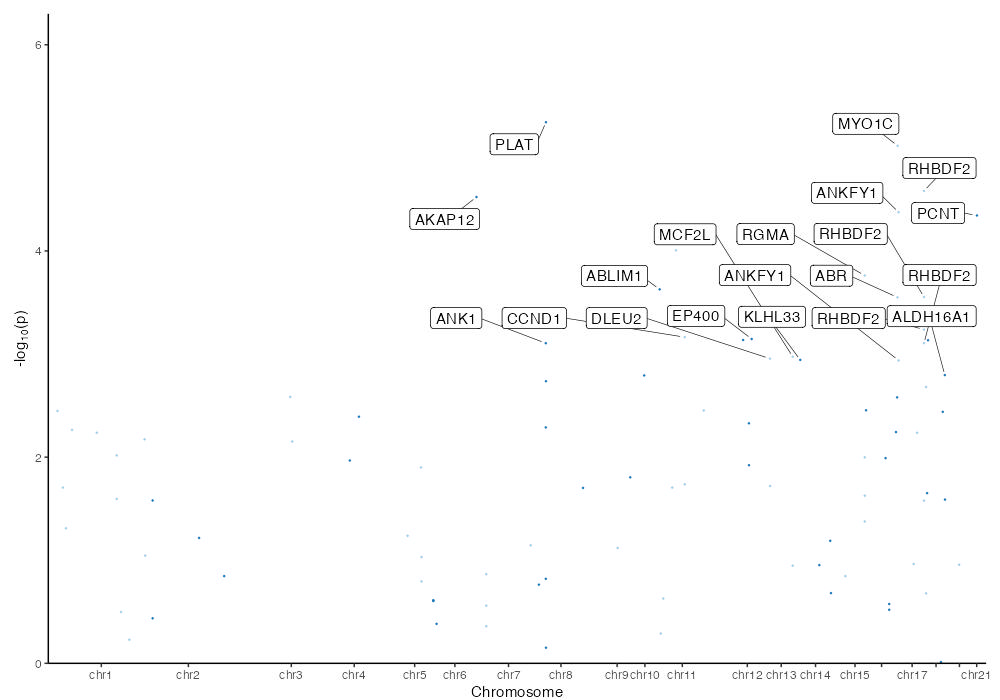 6
MYO1C
PLAT
RHBDF2
ANKFY1
PCNT
AKAP12
MCF2L
RGMA
RHBDF2
4
ABLIM1
ANKFY1
ABR
RHBDF2
ANK1
CCND1
DLEU2
EP400
KLHL33
RHBDF2
ALDH16A1
-log10(p)
2
0
chr1
chr2
chr3
chr4
chr5
chr6
chr7
chr8
chr9
chr10
chr11
chr12
chr13
chr14
chr15
chr17
chr21
Chromosome